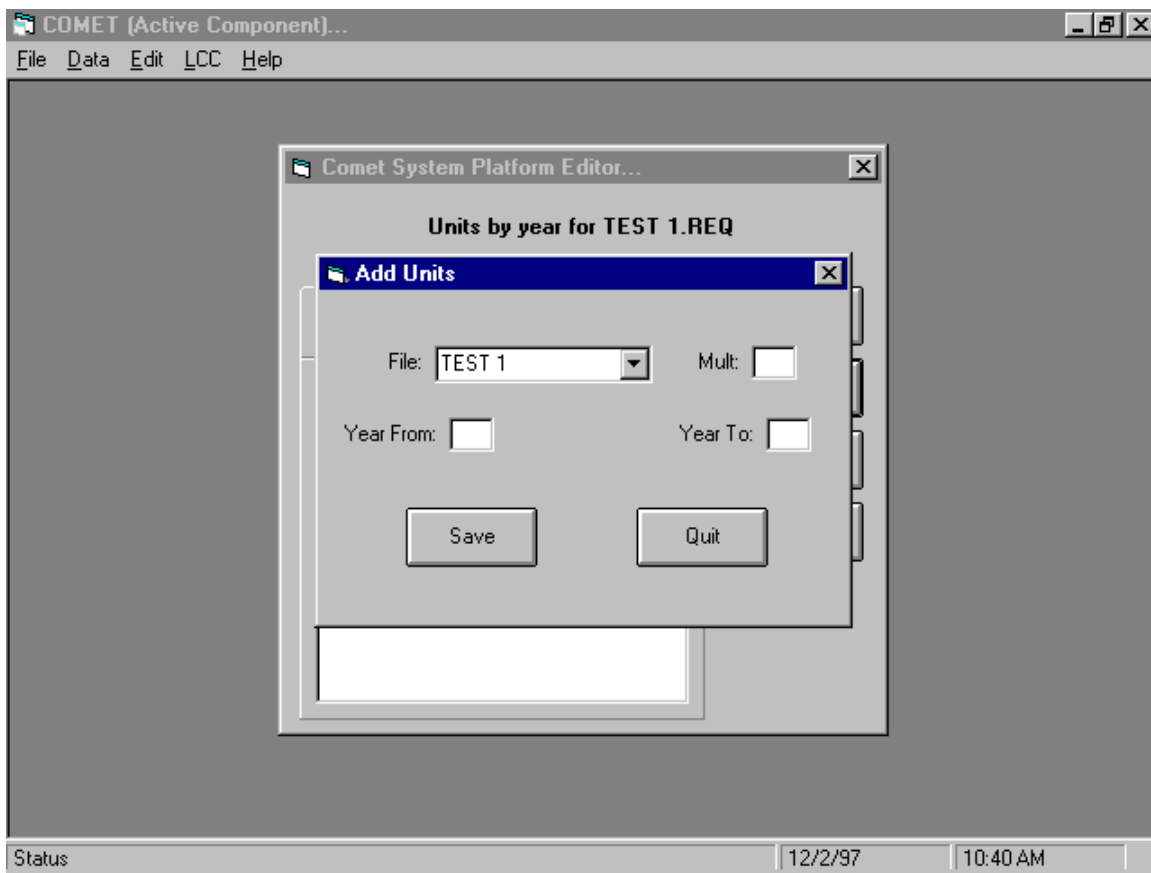 COMET (Active Component)...
File Data Edit LCC Help
Comet System Platform Editor...
Units by year for TEST 1.REQ
Add Units
File: TEST 1 Mult:
Year From: Year To:
Save Quit
Status 12/2/97 10:40 AM